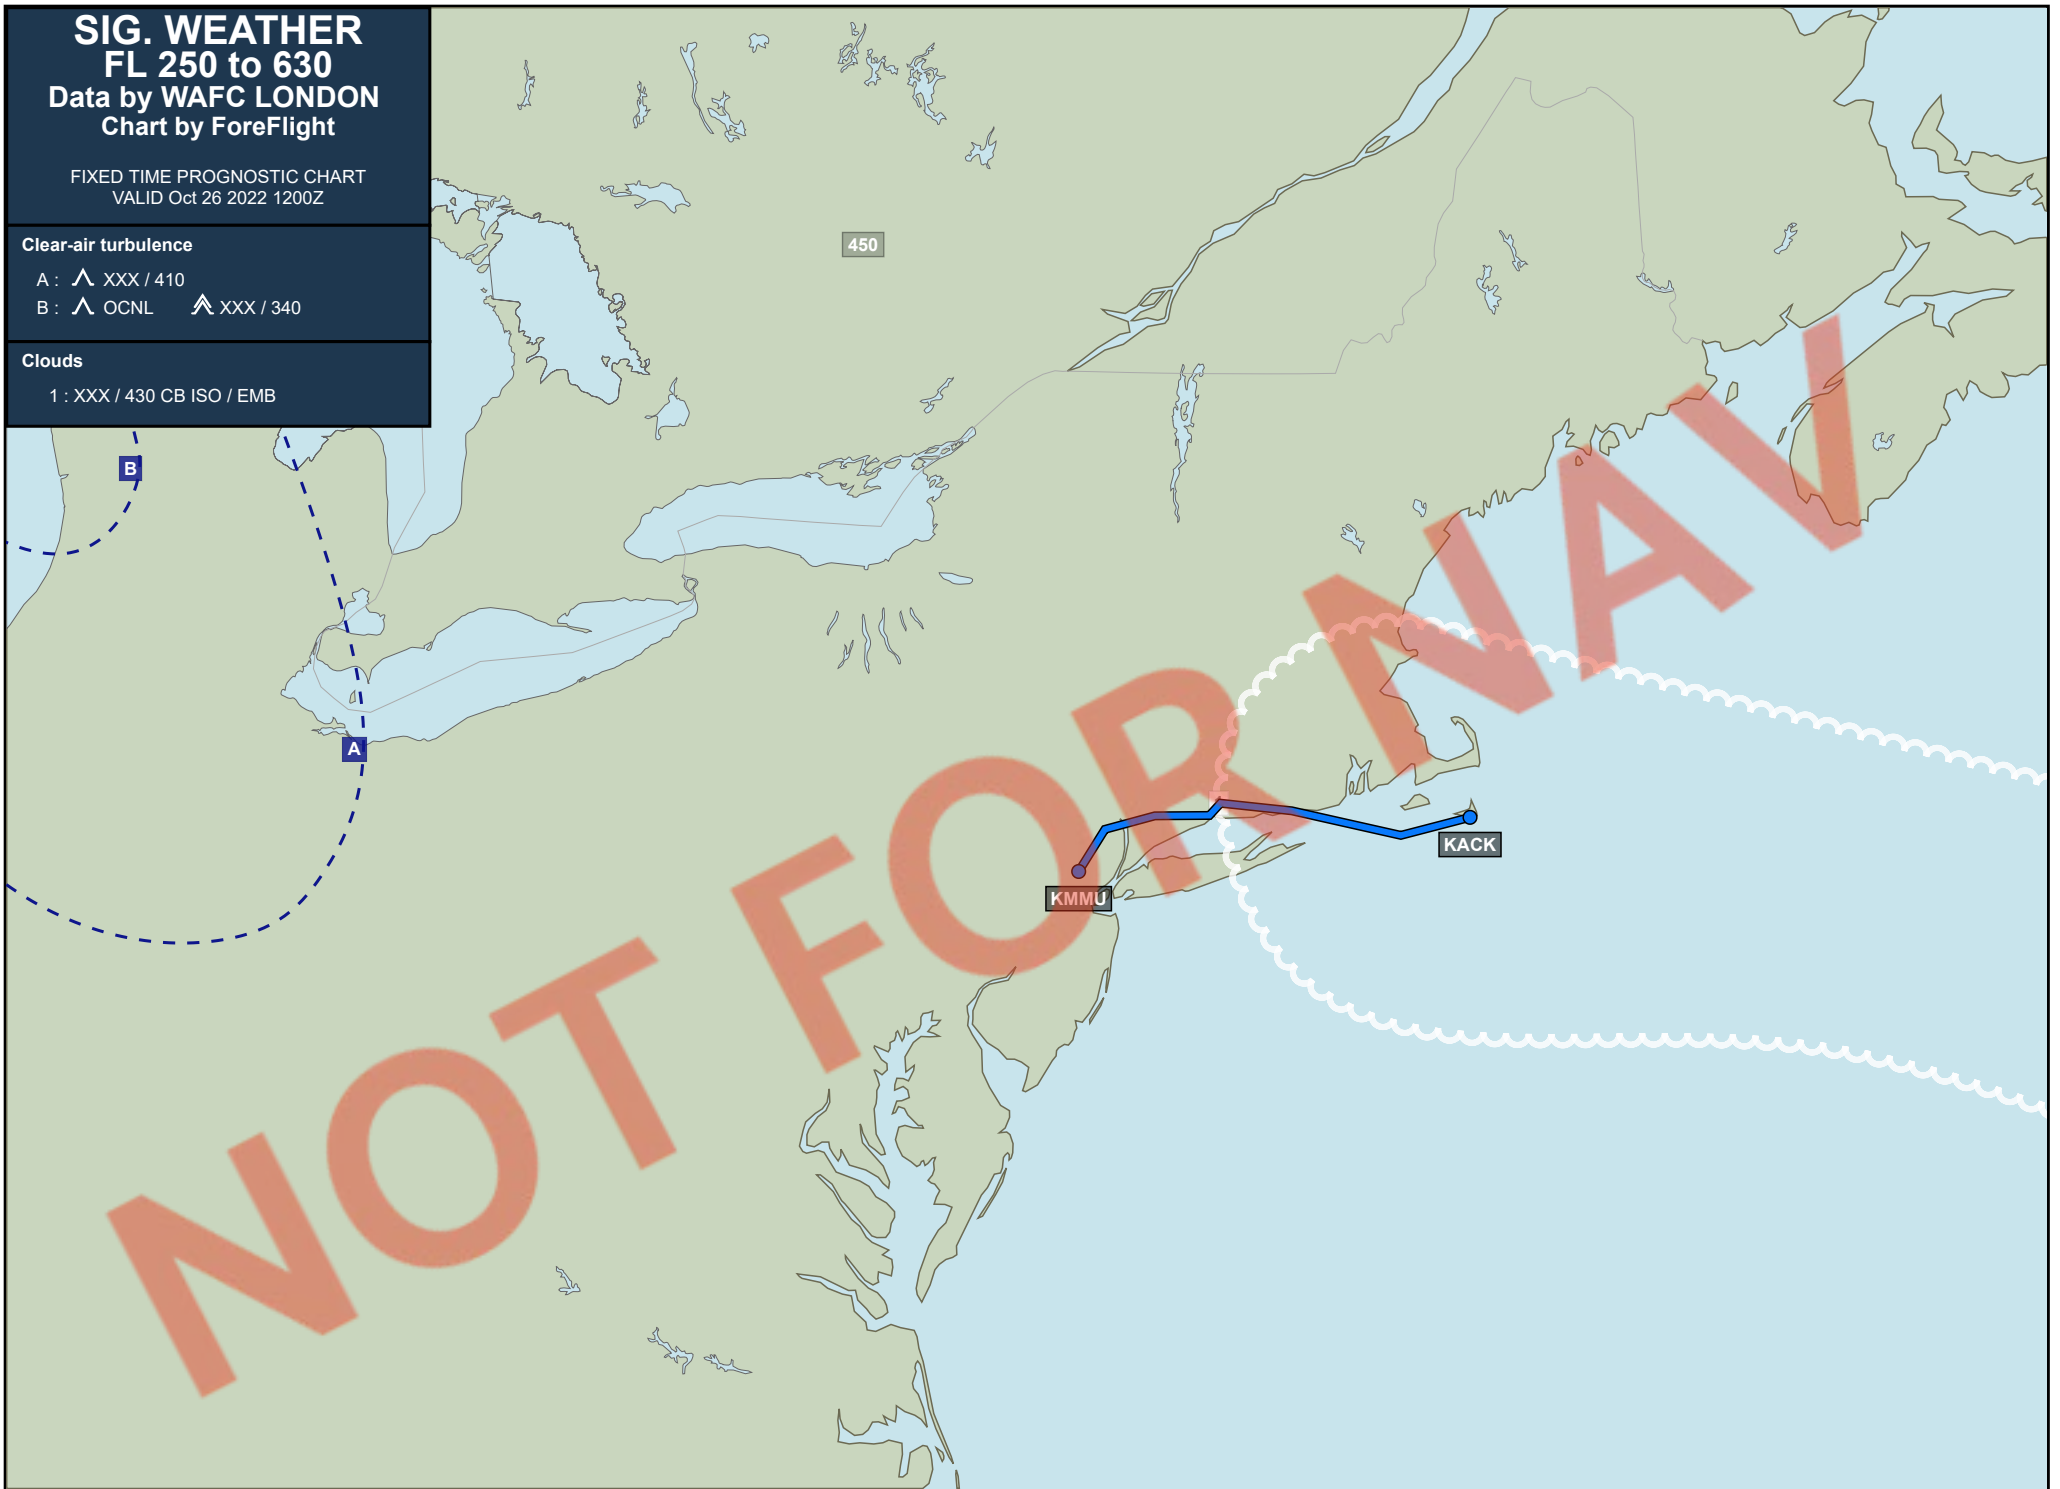 SIG. WEATHER
FL 250 to 630
Data by WAFC LONDON
Chart by ForeFlight
FIXED TIME PROGNOSTIC CHART
VALID Oct 26 2022 1200Z
Clear-air turbulence
A : XXX / 410
B : OCNL XXX / 340
Clouds
1 : XXX / 430 CB ISO / EMB
450
B
A
KACK
KMMU
NOT FOR NAV